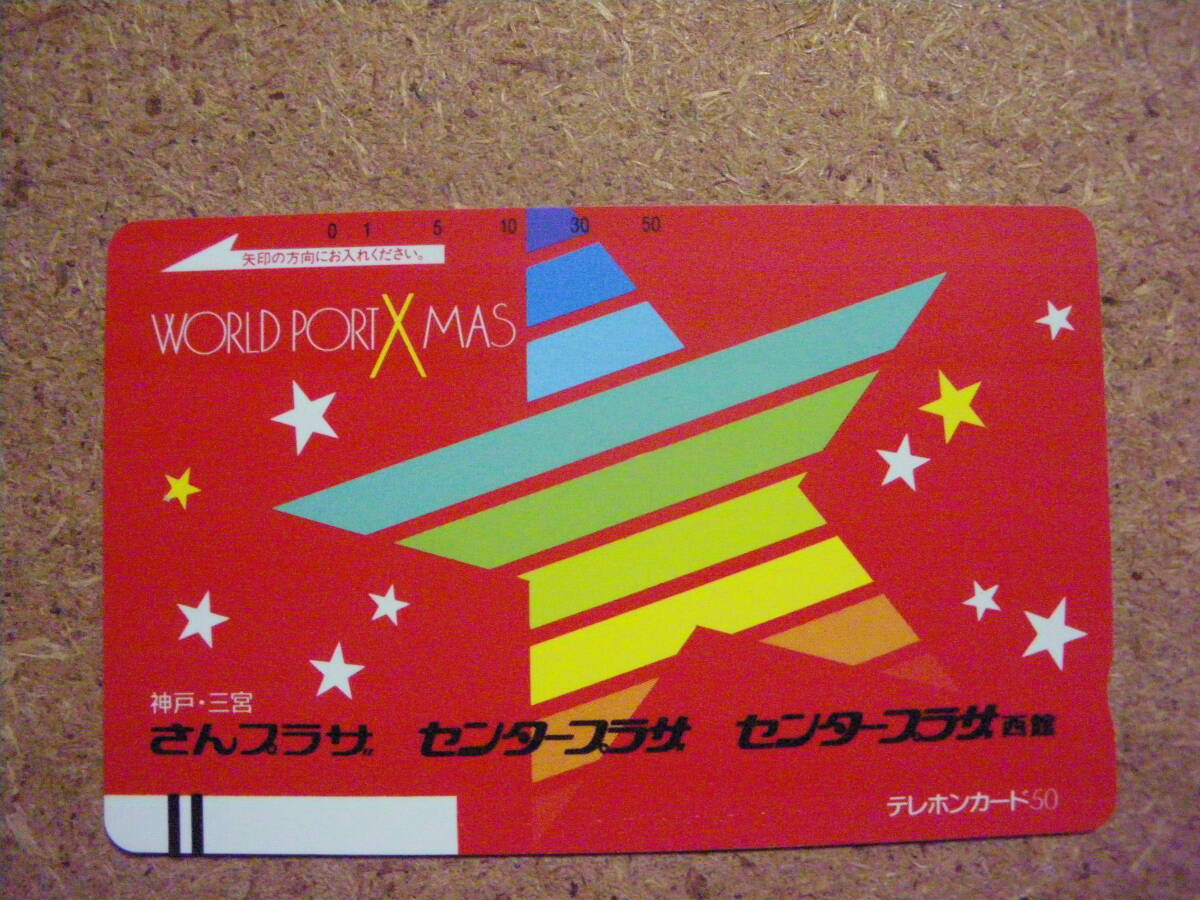 0 1 5 10 30 50
矢印の方向にお入れください。
WORLD PORT X MAS
神戸・三宮
さんプラザ センタープラザ センタープラザ西館
テレホンカード50